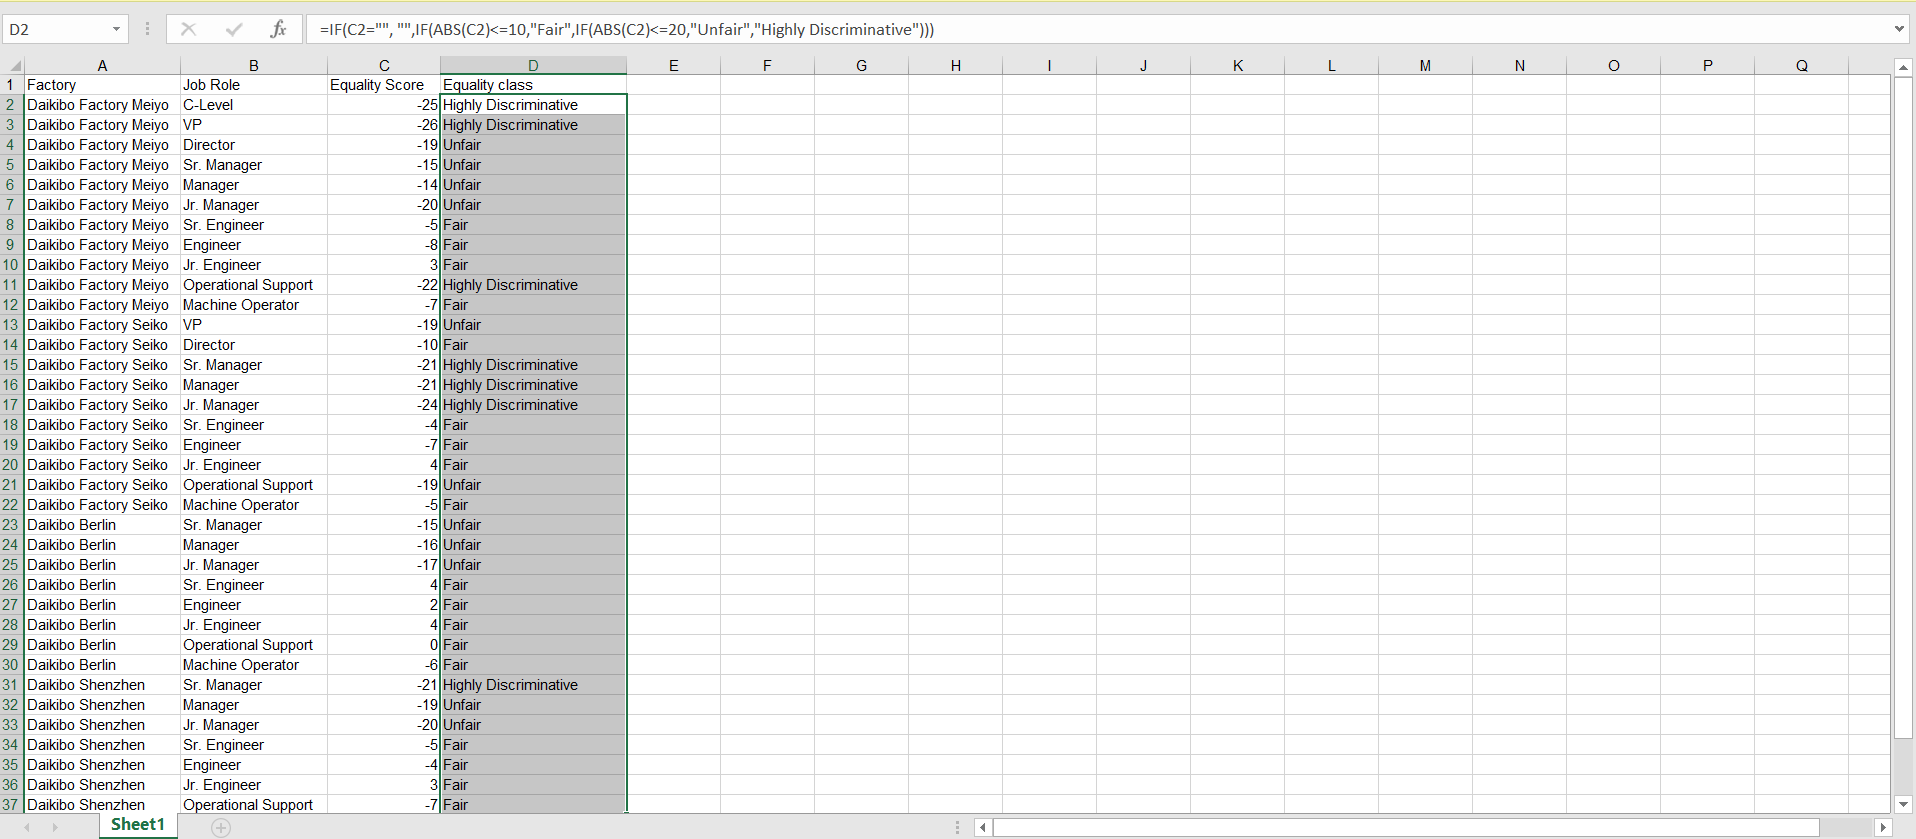 D2 fx =IF(C2="", "",IF(ABS(C2)<=10,"Fair",IF(ABS(C2)<=20,"Unfair","Highly Discriminative")))
A B C D E F G H I J K L M N O P Q
1 Factory Job Role Equality Score Equality class
2 Daikibo Factory Meiyo C-Level -25 Highly Discriminative
3 Daikibo Factory Meiyo VP -26 Highly Discriminative
4 Daikibo Factory Meiyo Director -19 Unfair
5 Daikibo Factory Meiyo Sr. Manager -15 Unfair
6 Daikibo Factory Meiyo Manager -14 Unfair
7 Daikibo Factory Meiyo Jr. Manager -20 Unfair
8 Daikibo Factory Meiyo Sr. Engineer -5 Fair
9 Daikibo Factory Meiyo Engineer -8 Fair
10 Daikibo Factory Meiyo Jr. Engineer 3 Fair
11 Daikibo Factory Meiyo Operational Support -22 Highly Discriminative
12 Daikibo Factory Meiyo Machine Operator -7 Fair
13 Daikibo Factory Seiko VP -19 Unfair
14 Daikibo Factory Seiko Director -10 Fair
15 Daikibo Factory Seiko Sr. Manager -21 Highly Discriminative
16 Daikibo Factory Seiko Manager -21 Highly Discriminative
17 Daikibo Factory Seiko Jr. Manager -24 Highly Discriminative
18 Daikibo Factory Seiko Sr. Engineer -4 Fair
19 Daikibo Factory Seiko Engineer -7 Fair
20 Daikibo Factory Seiko Jr. Engineer 4 Fair
21 Daikibo Factory Seiko Operational Support -19 Unfair
22 Daikibo Factory Seiko Machine Operator -5 Fair
23 Daikibo Berlin Sr. Manager -15 Unfair
24 Daikibo Berlin Manager -16 Unfair
25 Daikibo Berlin Jr. Manager -17 Unfair
26 Daikibo Berlin Sr. Engineer 4 Fair
27 Daikibo Berlin Engineer 2 Fair
28 Daikibo Berlin Jr. Engineer 4 Fair
29 Daikibo Berlin Operational Support 0 Fair
30 Daikibo Berlin Machine Operator -6 Fair
31 Daikibo Shenzhen Sr. Manager -21 Highly Discriminative
32 Daikibo Shenzhen Manager -19 Unfair
33 Daikibo Shenzhen Jr. Manager -20 Unfair
34 Daikibo Shenzhen Sr. Engineer -5 Fair
35 Daikibo Shenzhen Engineer -4 Fair
36 Daikibo Shenzhen Jr. Engineer 3 Fair
37 Daikibo Shenzhen Operational Support -7 Fair
Sheet1